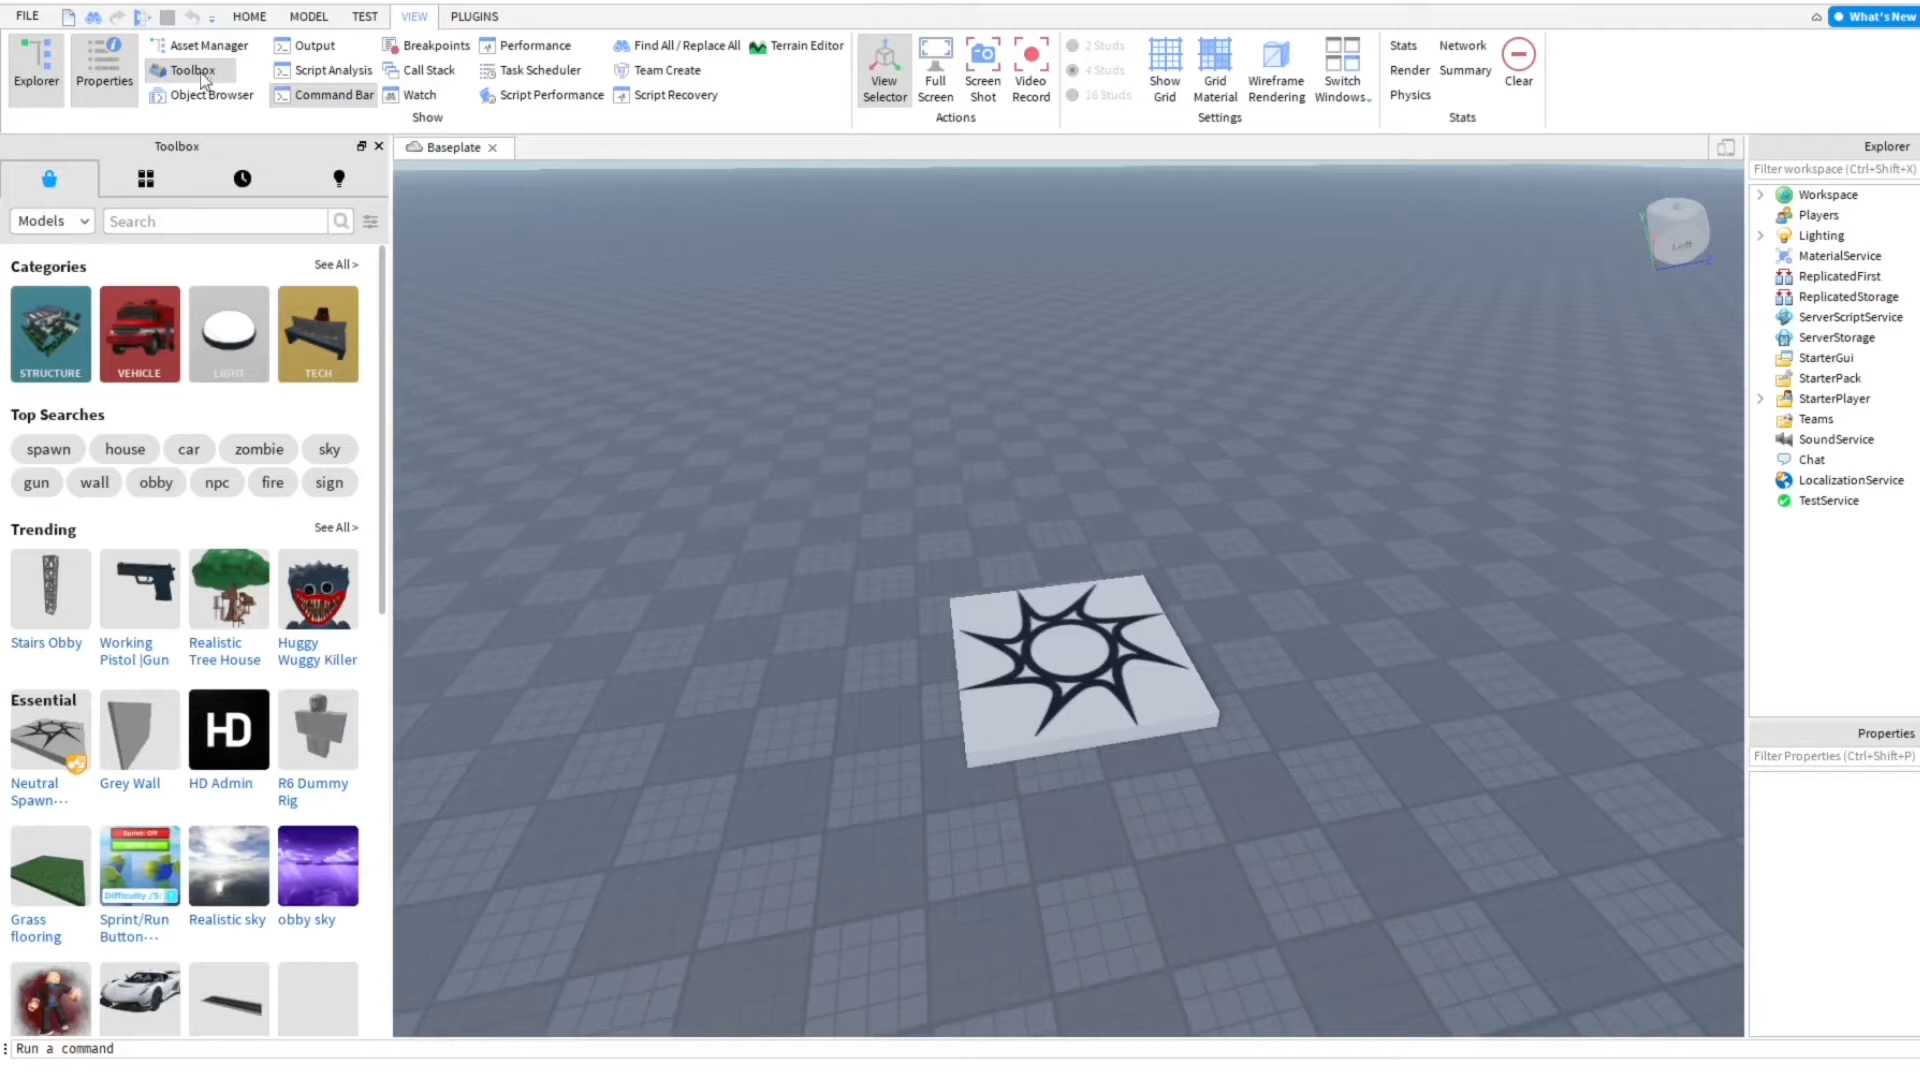 FILE HOME MODEL TEST VIEW PLUGINS What's New
Explorer
Properties
Asset Manager
Toolbox
Object Browser
Output
Script Analysis
Command Bar
Breakpoints
Call Stack
Watch
Performance
Task Scheduler
Script Performance
Find All / Replace All
Team Create
Script Recovery
Terrain Editor
Show
View
Selector
Full
Screen
Screen
Shot
Video
Record
Actions
2 Studs
4 Studs
16 Studs
Show
Grid
Grid
Material
Wireframe
Rendering
Switch
Windows
Settings
Stats Network
Render Summary
Physics
Clear
Stats
Toolbox
Models Search
Categories See All >
STRUCTURE VEHICLE LIGHT TECH
Top Searches
spawn house car zombie sky
gun wall obby npc fire sign
Trending See All >
Stairs Obby
Working
Pistol |Gun
Realistic
Tree House
Huggy
Wuggy Killer
Essential
HD
Neutral
Spawn...
Grey Wall
HD Admin
R6 Dummy
Rig
Sprint: Off
Difficulty /5:
Grass
flooring
Sprint/Run
Button...
Realistic sky
obby sky
Baseplate
Y
Left
Z
Explorer
Filter workspace (Ctrl+Shift+X)
Workspace
Players
Lighting
MaterialService
ReplicatedFirst
ReplicatedStorage
ServerScriptService
ServerStorage
StarterGui
StarterPack
StarterPlayer
Teams
SoundService
Chat
LocalizationService
TestService
Properties
Filter Properties (Ctrl+Shift+P)
Run a command